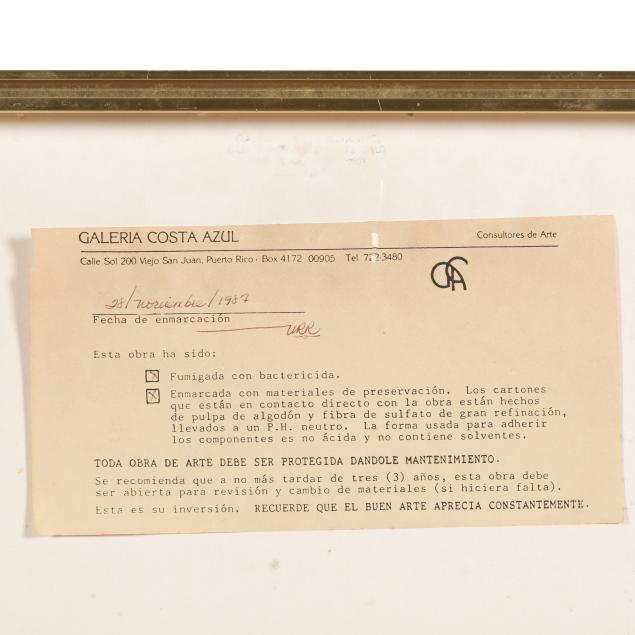 GALERIA COSTA AZUL
Consultores de Arte
Calle Sol 200 Viejo San Juan, Puerto Rico · Box 4172 00905 Tel 722-3480
28/noviembre/1987
Fecha de enmarcación
URR
Esta obra ha sido:
Fumigada con bactericida.
Enmarcada con materiales de preservación. Los cartones
que están en contacto directo con la obra están hechos
de pulpa de algodón y fibra de sulfato de gran refinación,
llevados a un P.H. neutro. La forma usada para adherir
los componentes es no ácida y no contiene solventes.
TODA OBRA DE ARTE DEBE SER PROTEGIDA DANDOLE MANTENIMIENTO.
Se recomienda que a no más tardar de tres (3) años, esta obra debe
ser abierta para revisión y cambio de materiales (si hiciera falta).
Esta es su inversión. RECUERDE QUE EL BUEN ARTE APRECIA CONSTANTEMENTE.